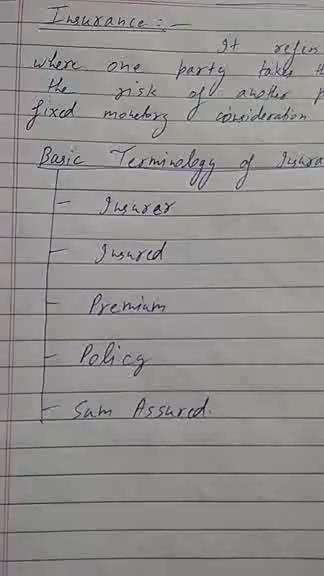 Insurance :-
It refers
where one party takes
the risk of another
fixed monetary consideration
Basic Terminology of
Insurer
Insured
Premium
Policy
Sum Assured.